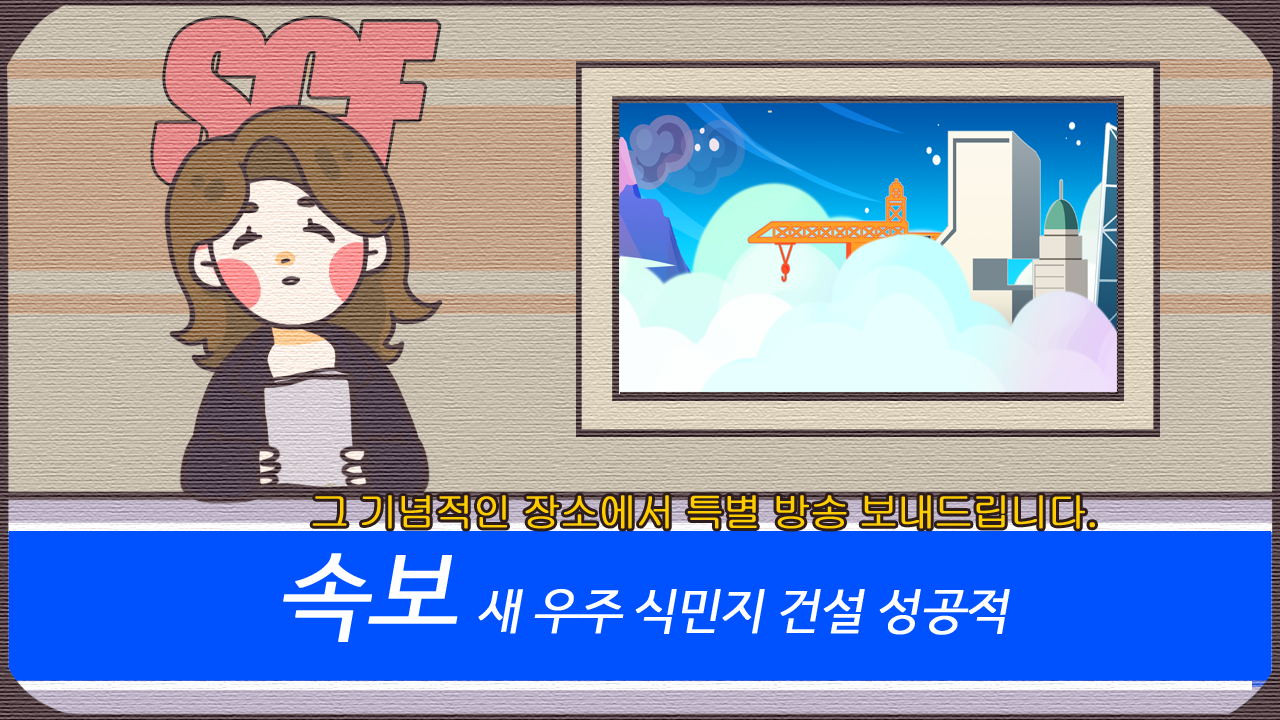 그 기념적인 장소에서 특별 방송 보내드립니다.
속보 새 우주 식민지 건설 성공적